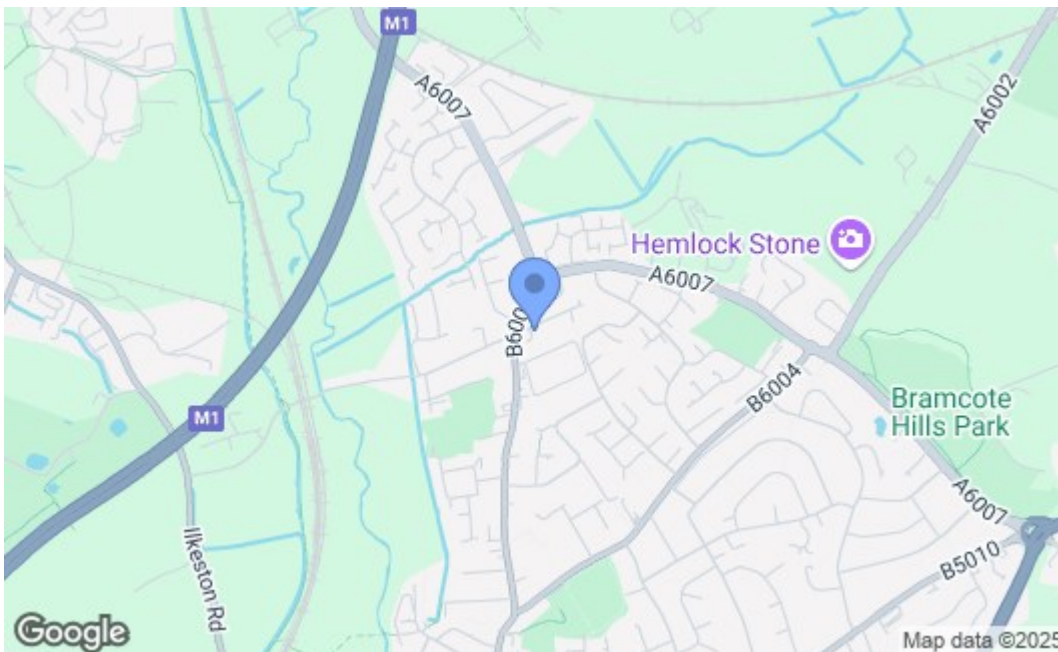 M1
A6007
A6002
Hemlock Stone
A6007
B600
M1
B6004
Bramcote
Hills Park
A6007
B5010
Ilkeston Rd
Google
Map data ©2025